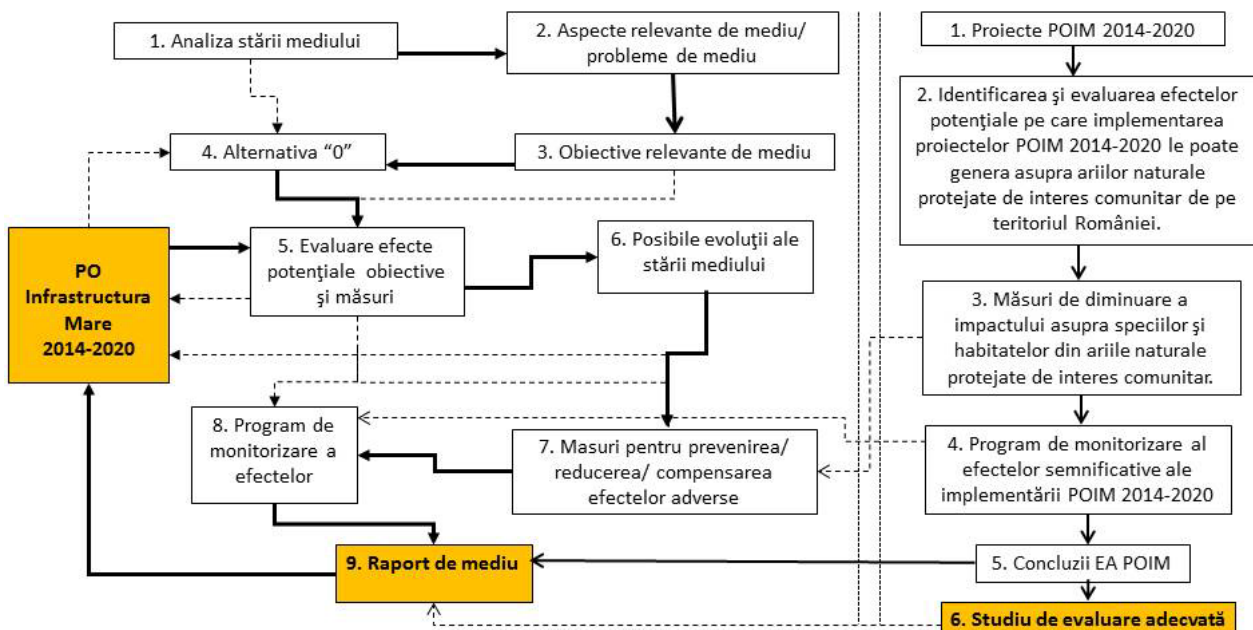 1. Analiza stării mediului
2. Aspecte relevante de mediu/
probleme de mediu
4. Alternativa “0”
3. Obiective relevante de mediu
PO
Infrastructura
Mare
2014-2020
5. Evaluare efecte
potenţiale obiective
şi măsuri
6. Posibile evoluţii ale
stării mediului
8. Program de
monitorizare a
efectelor
7. Masuri pentru prevenirea/
reducerea/ compensarea
efectelor adverse
9. Raport de mediu
1. Proiecte POIM 2014-2020
2. Identificarea şi evaluarea efectelor
potenţiale pe care implementarea
proiectelor POIM 2014-2020 le poate
genera asupra ariilor naturale
protejate de interes comunitar de pe
teritoriul României.
3. Măsuri de diminuare a
impactului asupra speciilor şi
habitatelor din ariile naturale
protejate de interes comunitar.
4. Program de monitorizare al
efectelor semnificative ale
implementării POIM 2014-2020
5. Concluzii EA POIM
6. Studiu de evaluare adecvată